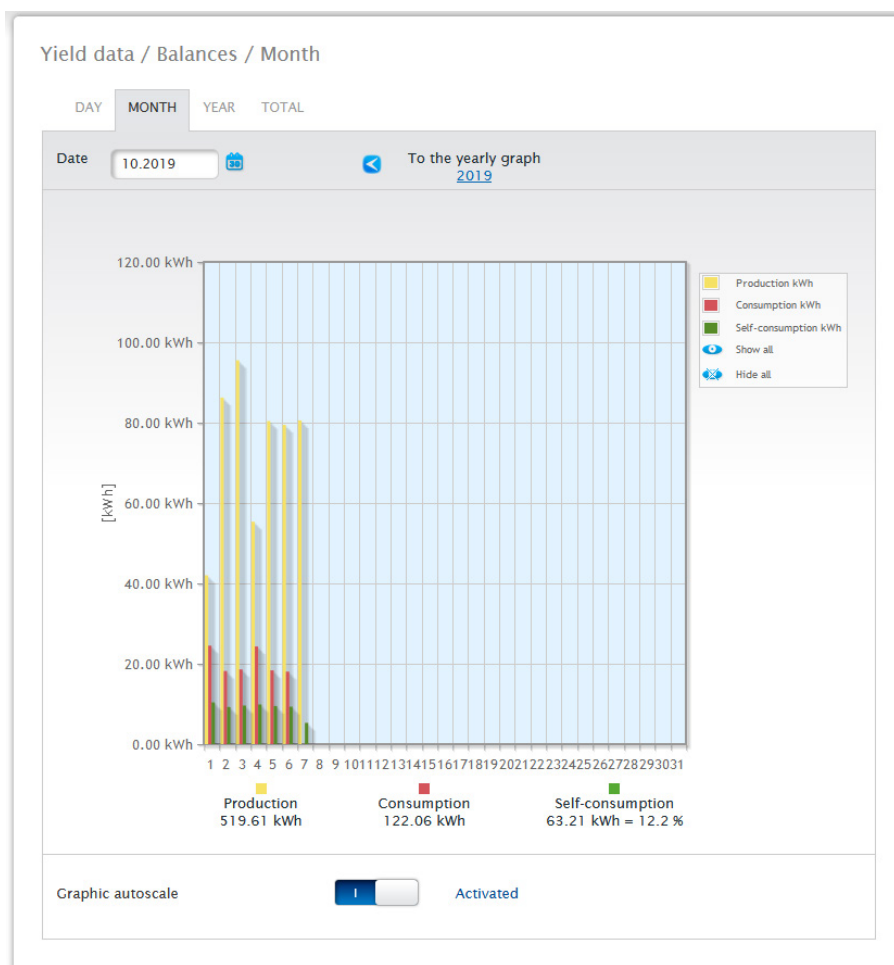 Yield data / Balances / Month
DAY MONTH YEAR TOTAL
Date 10.2019 30 To the yearly graph
2019
120.00 kWh
100.00 kWh
80.00 kWh
60.00 kWh
40.00 kWh
20.00 kWh
0.00 kWh
[kWh]
Production kWh
Consumption kWh
Self-consumption kWh
Show all
Hide all
1 2 3 4 5 6 7 8 9 10 11 12 13 14 15 16 17 18 19 20 21 22 23 24 25 26 27 28 29 30 31
Production Consumption Self-consumption
519.61 kWh 122.06 kWh 63.21 kWh = 12.2 %
Graphic autoscale I Activated